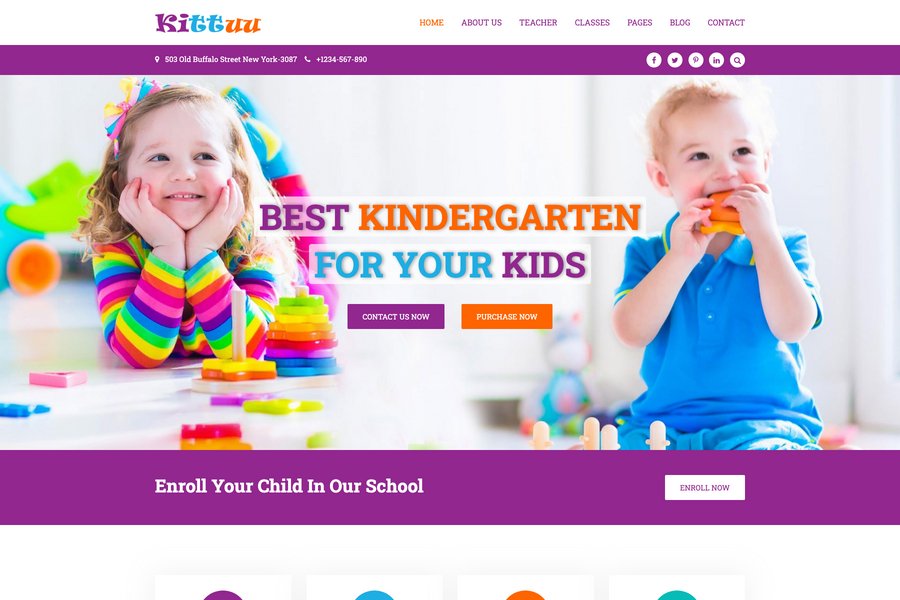 Kittuu
HOME ABOUT US TEACHER CLASSES PAGES BLOG CONTACT
503 Old Buffalo Street New York-3087 +1234-567-890
BEST KINDERGARTEN
FOR YOUR KIDS
CONTACT US NOW PURCHASE NOW
Enroll Your Child In Our School
ENROLL NOW